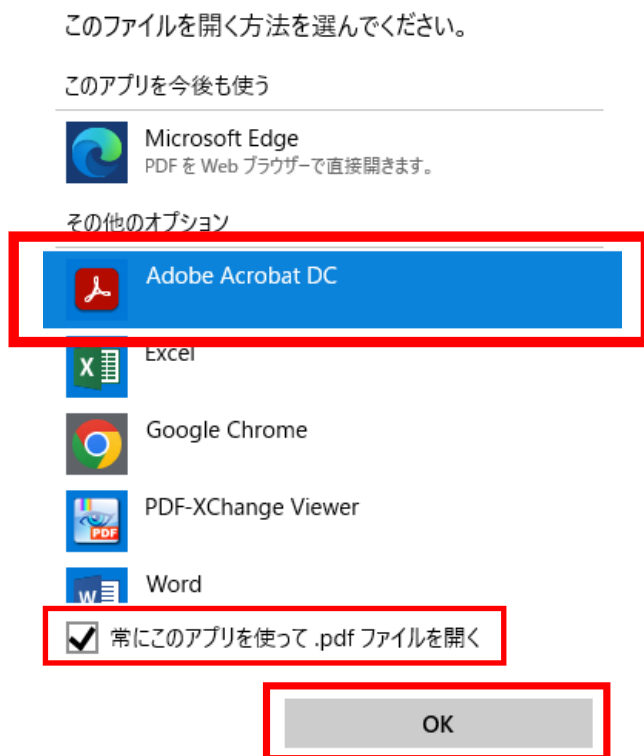 このファイルを開く方法を選んでください。
このアプリを今後も使う
Microsoft Edge
PDF を Web ブラウザーで直接開きます。
その他のオプション
Adobe Acrobat DC
Excel
Google Chrome
PDF-XChange Viewer
PDF
Word
常にこのアプリを使って .pdf ファイルを開く
OK